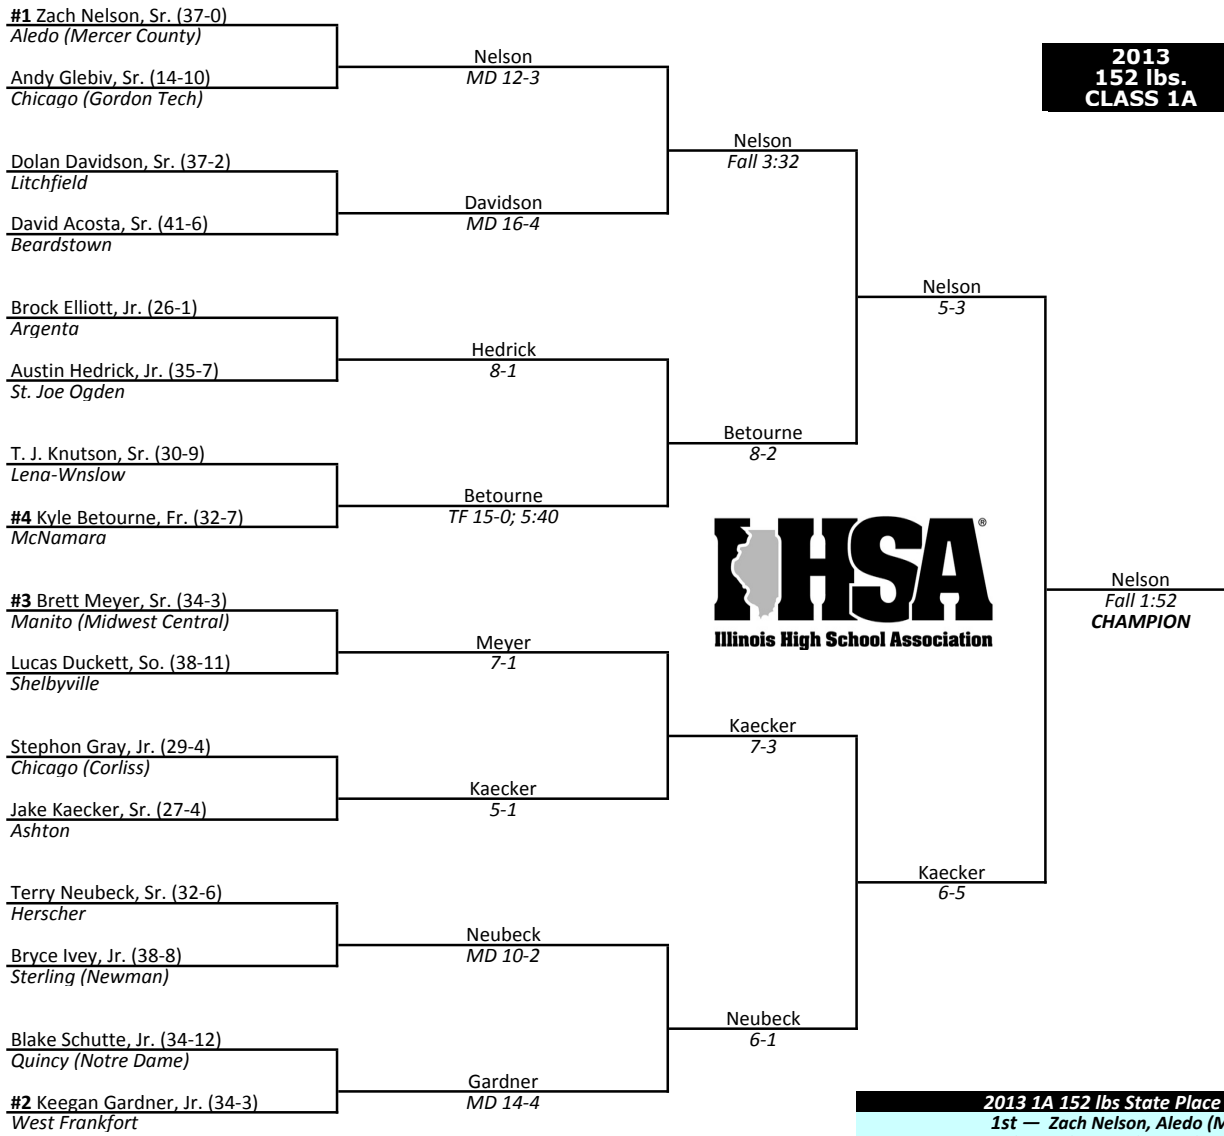 #1 Zach Nelson, Sr. (37-0)
Aledo (Mercer County)
Andy Glebiv, Sr. (14-10)
Chicago (Gordon Tech)
Dolan Davidson, Sr. (37-2)
Litchfield
David Acosta, Sr. (41-6)
Beardstown
Brock Elliott, Jr. (26-1)
Argenta
Austin Hedrick, Jr. (35-7)
St. Joe Ogden
T. J. Knutson, Sr. (30-9)
Lena-Wnslow
#4 Kyle Betourne, Fr. (32-7)
McNamara
#3 Brett Meyer, Sr. (34-3)
Manito (Midwest Central)
Lucas Duckett, So. (38-11)
Shelbyville
Stephon Gray, Jr. (29-4)
Chicago (Corliss)
Jake Kaecker, Sr. (27-4)
Ashton
Terry Neubeck, Sr. (32-6)
Herscher
Bryce Ivey, Jr. (38-8)
Sterling (Newman)
Blake Schutte, Jr. (34-12)
Quincy (Notre Dame)
#2 Keegan Gardner, Jr. (34-3)
West Frankfort
Nelson
MD 12-3
Davidson
MD 16-4
Hedrick
8-1
Betourne
TF 15-0; 5:40
Meyer
7-1
Kaecker
5-1
Neubeck
MD 10-2
Gardner
MD 14-4
Nelson
Fall 3:32
Betourne
8-2
Kaecker
7-3
Neubeck
6-1
Nelson
5-3
Kaecker
6-5
Nelson
Fall 1:52
CHAMPION
2013
152 lbs.
CLASS 1A
IHSA®
Illinois High School Association
2013 1A 152 lbs State Place
1st — Zach Nelson, Aledo (M